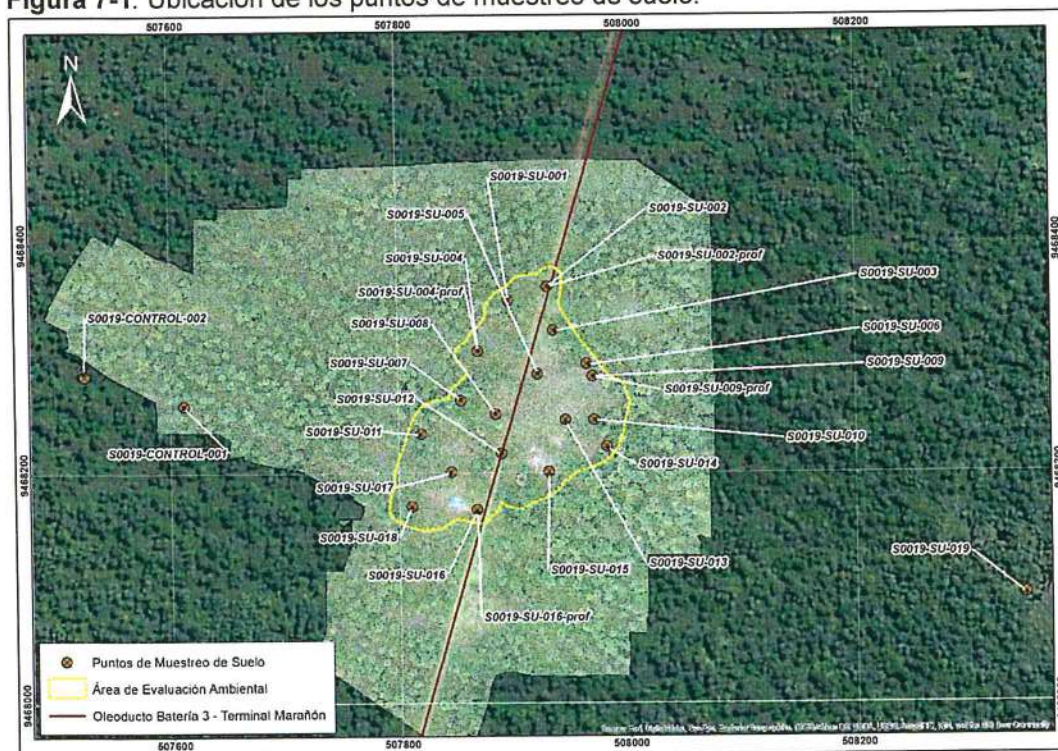 Figura 7-1. Ubicación de los puntos de muestreo de suelo.
507600
507800
508000
508200
N
9468400
9468400
S0019-SU-001
S0019-SU-005
S0019-SU-002
S0019-SU-004
S0019-SU-002-prof
S0019-SU-003
S0019-SU-004-prof
S0019-CONTROL-002
S0019-SU-008
S0019-SU-006
S0019-SU-007
S0019-SU-009
S0019-SU-012
S0019-SU-009-prof
S0019-SU-011
S0019-SU-010
S0019-CONTROL-001
S0019-SU-014
9468200
S0019-SU-017
S0019-SU-018
S0019-SU-019
S0019-SU-016
S0019-SU-015
S0019-SU-013
S0019-SU-016-prof
Puntos de Muestreo de Suelo
Área de Evaluación Ambiental
Oleoducto Batería 3 - Terminal Marañón
9468000
507600
507800
508000
508200